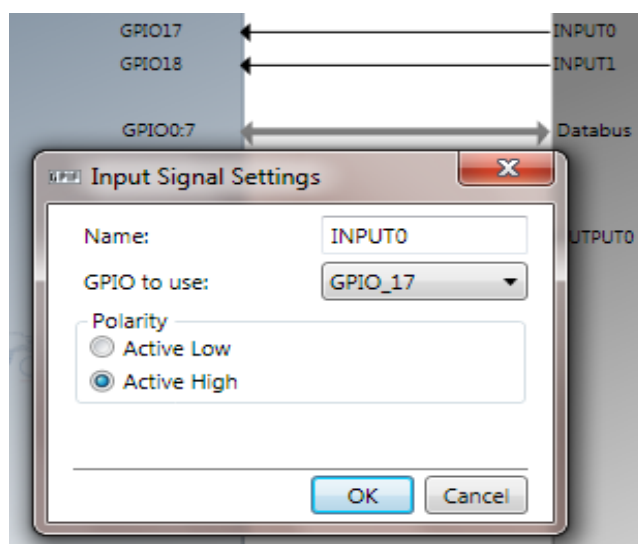 GPIO17 INPUT0
GPIO18 INPUT1
GPIO0:7 Databus
Input Signal Settings
UTPUT0
Name: INPUT0
GPIO to use: GPIO_17
Polarity
Active Low
Active High
OK Cancel